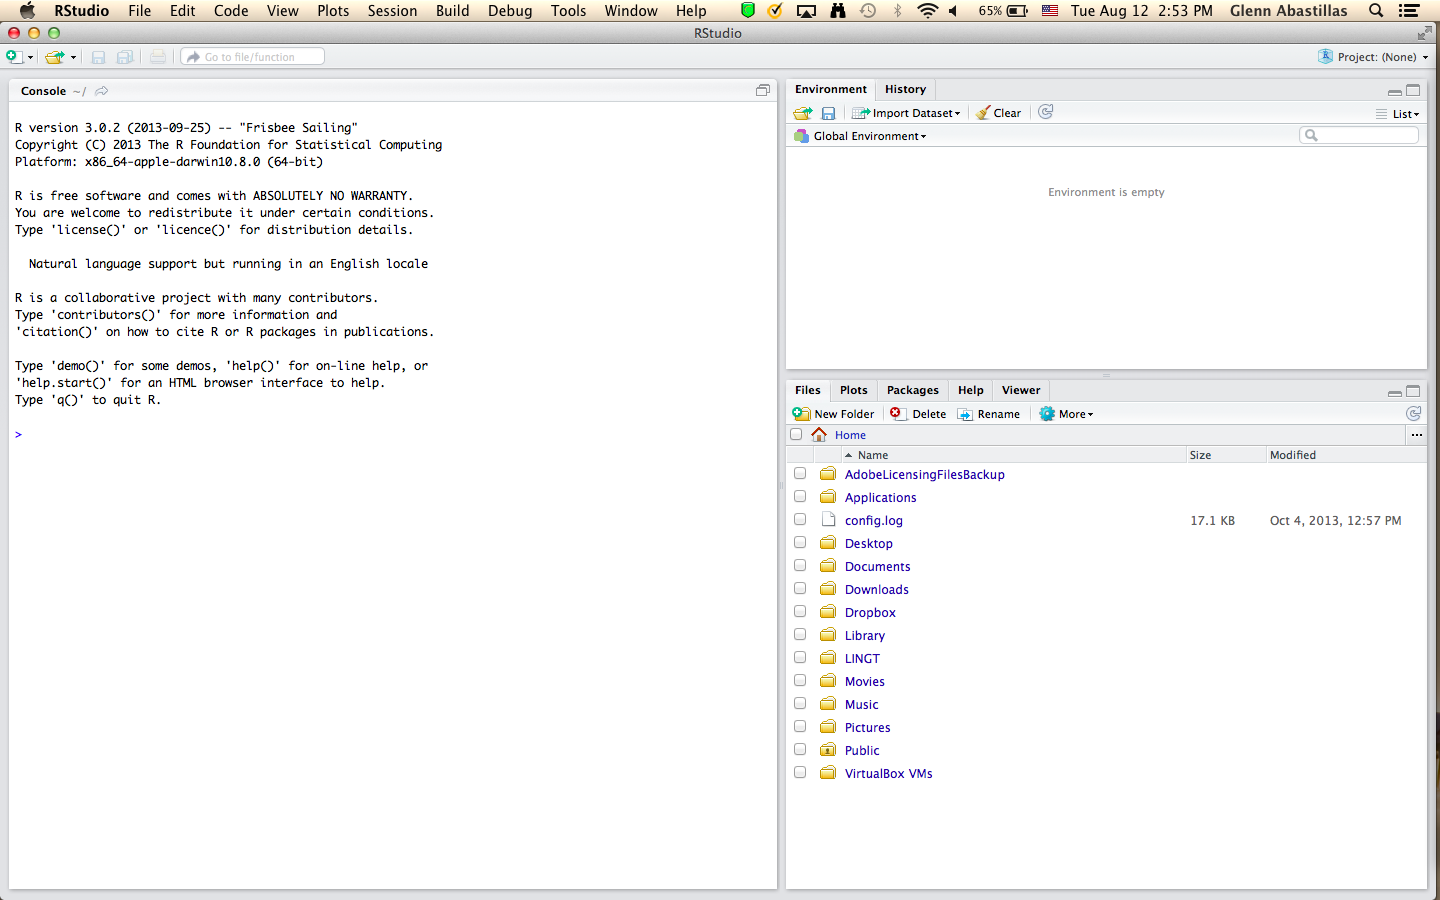 RStudio File Edit Code View Plots Session Build Debug Tools Window Help 65% Tue Aug 12 2:53 PM Glenn Abastillas
RStudio
Go to file/function Project: (None)
Console ~/
R version 3.0.2 (2013-09-25) -- "Frisbee Sailing"
Copyright (C) 2013 The R Foundation for Statistical Computing
Platform: x86_64-apple-darwin10.8.0 (64-bit)
R is free software and comes with ABSOLUTELY NO WARRANTY.
You are welcome to redistribute it under certain conditions.
Type 'license()' or 'licence()' for distribution details.
Natural language support but running in an English locale
R is a collaborative project with many contributors.
Type 'contributors()' for more information and
'citation()' on how to cite R or R packages in publications.
Type 'demo()' for some demos, 'help()' for on-line help, or
'help.start()' for an HTML browser interface to help.
Type 'q()' to quit R.
>
Environment History
Import Dataset Clear List
Global Environment
Environment is empty
Files Plots Packages Help Viewer
New Folder Delete Rename More
Home ...
Name Size Modified
AdobeLicensingFilesBackup
Applications
config.log 17.1 KB Oct 4, 2013, 12:57 PM
Desktop
Documents
Downloads
Dropbox
Library
LINGT
Movies
Music
Pictures
Public
VirtualBox VMs